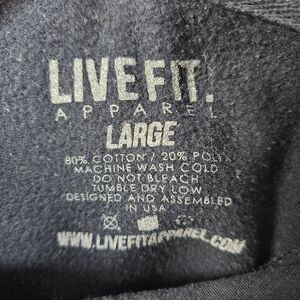 LIVE FIT.
APPAREL
LARGE
80% COTTON / 20% POLY
MACHINE WASH COLD
DO NOT BLEACH
TUMBLE DRY LOW
DESIGNED AND ASSEMBLED
IN USA
WWW.LIVEFITAPPAREL.COM